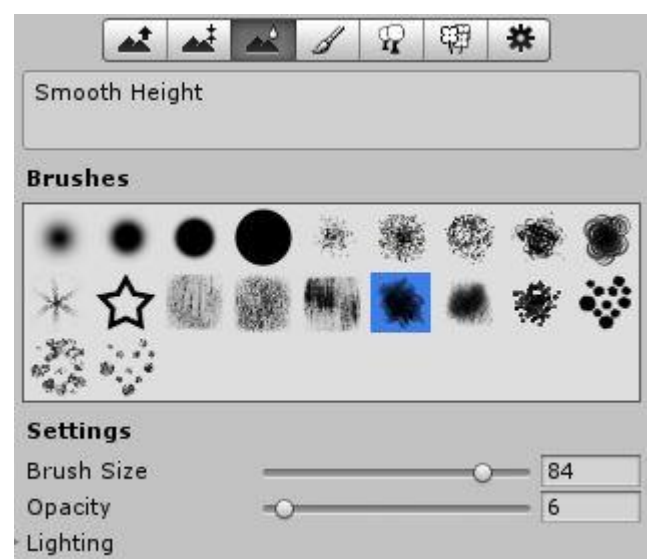 Smooth Height
Brushes
Settings
Brush Size 84
Opacity 6
Lighting